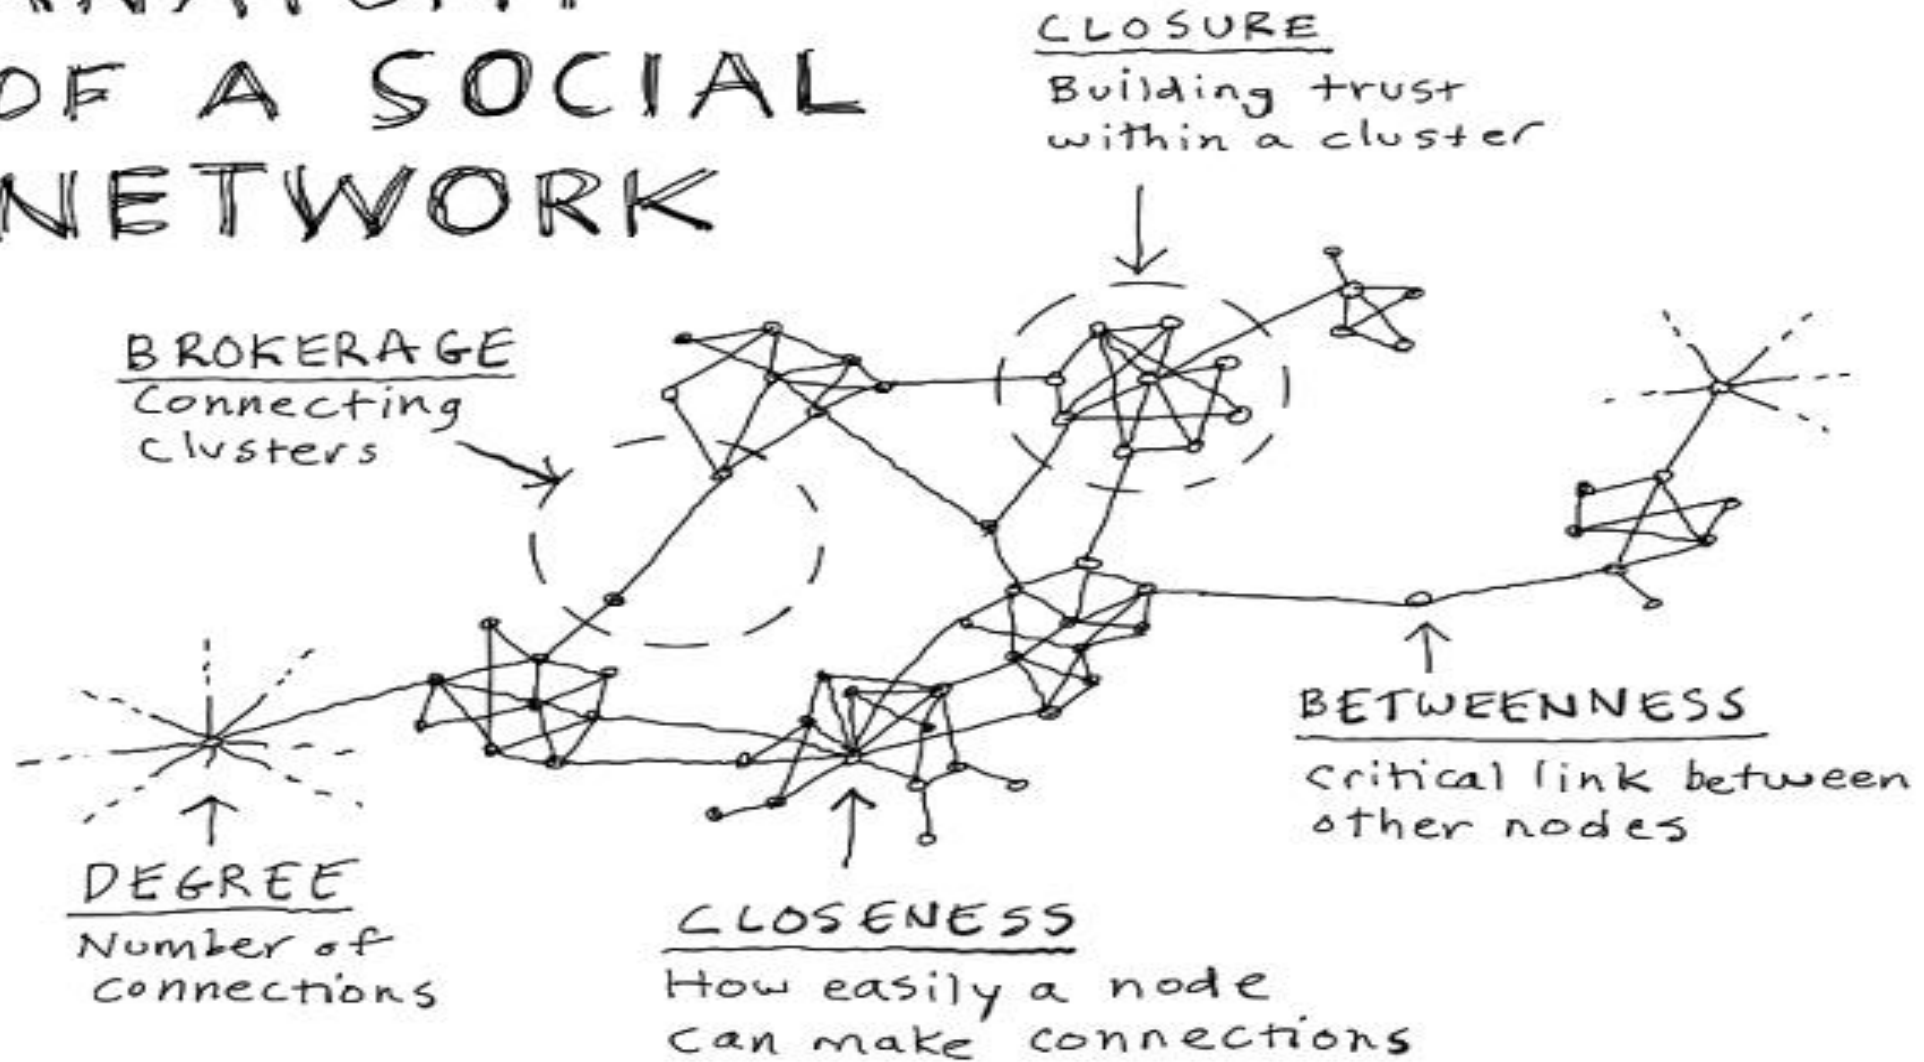 ANATOMY
OF A SOCIAL
NETWORK
CLOSURE
Building trust
within a cluster
BROKERAGE
Connecting
clusters
BETWEENNESS
critical link between
other nodes
DEGREE
Number of
connections
CLOSENESS
How easily a node
can make connections